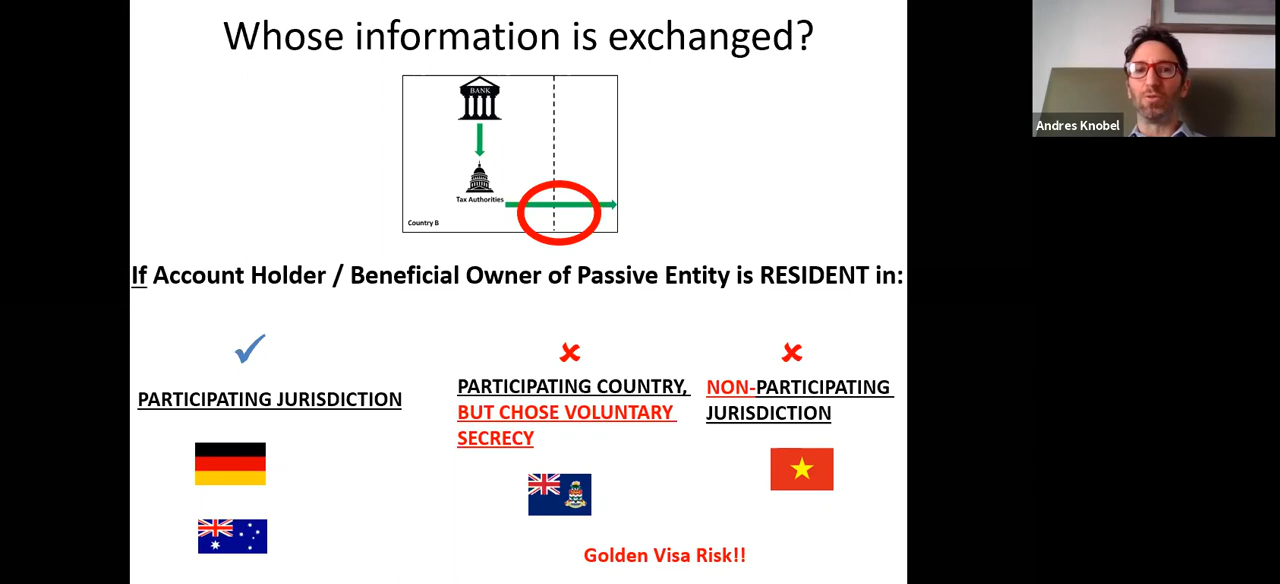 Whose information is exchanged?
BANK
Tax Authorities
Country B
If Account Holder / Beneficial Owner of Passive Entity is RESIDENT in:
PARTICIPATING JURISDICTION
PARTICIPATING COUNTRY,
BUT CHOSE VOLUNTARY
SECRECY
NON-PARTICIPATING
JURISDICTION
Golden Visa Risk!!
Andres Knobel